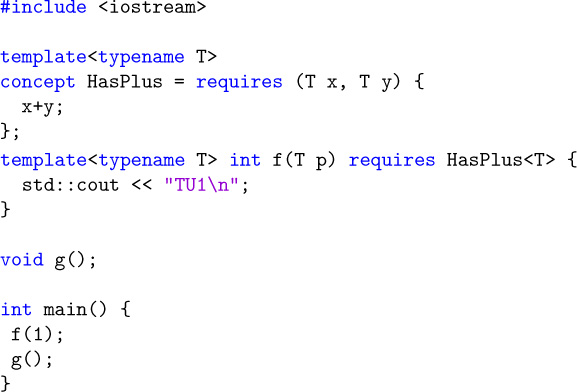 #include <iostream>

template<typename T>
concept HasPlus = requires (T x, T y) {
  x+y;
};
template<typename T> int f(T p) requires HasPlus<T> {
  std::cout << "TU1\n";
}

void g();

int main() {
 f(1);
 g();
}